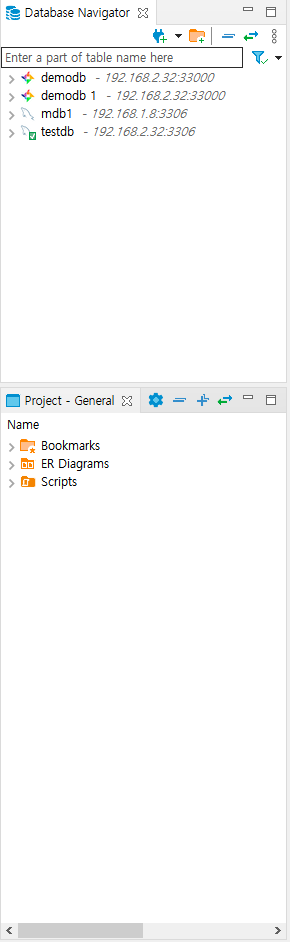 Database Navigator
Enter a part of table name here
demodb - 192.168.2.32:33000
demodb 1 - 192.168.2.32:33000
mdb1 - 192.168.1.8:3306
testdb - 192.168.2.32:3306
Project - General
Name
Bookmarks
ER Diagrams
Scripts